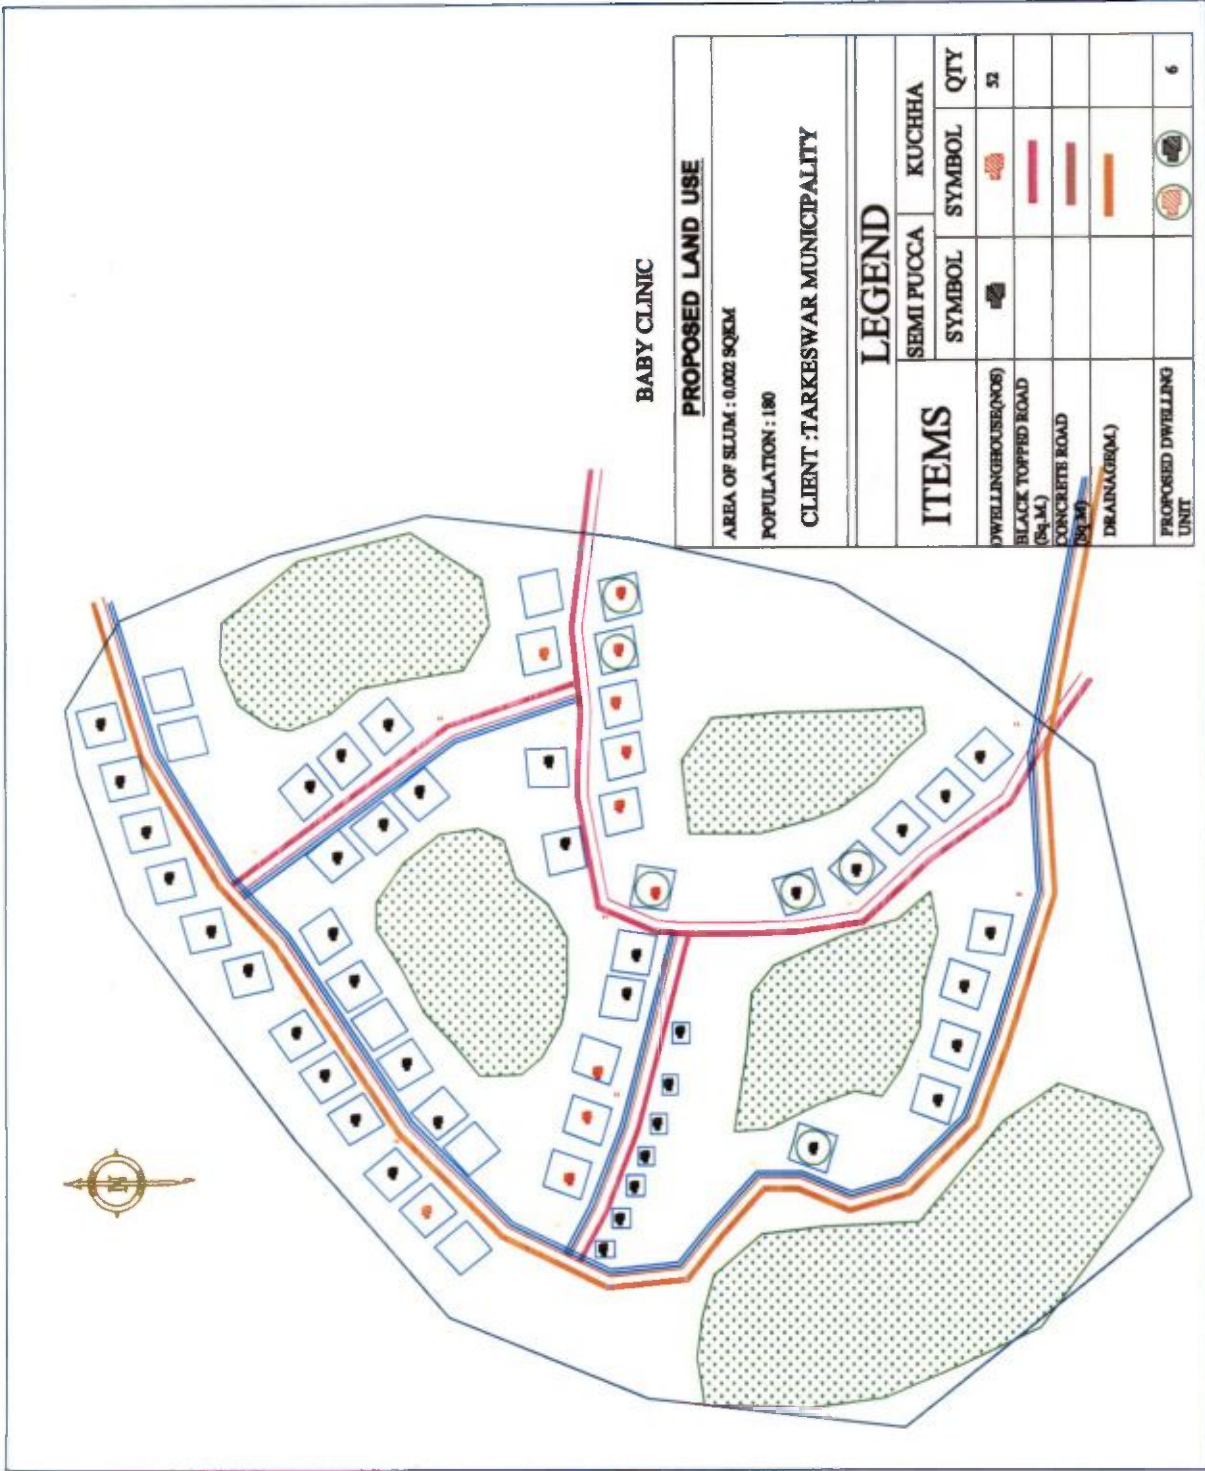 BABY CLINIC
PROPOSED LAND USE
AREA OF SLUM : 0.002 SQKM
POPULATION : 180
CLIENT :TARKESWAR MUNICIPALITY
LEGEND
ITEMS
SEMI PUCCA
KUCHHA
SYMBOL
SYMBOL
QTY
DWELLINGHOUSE(NOS)
52
BLACK TOPPED ROAD
(Sq.M.)
CONCRETE ROAD
(Sq.M)
DRAINAGE(M.)
PROPOSED DWELLING
UNIT
6
N